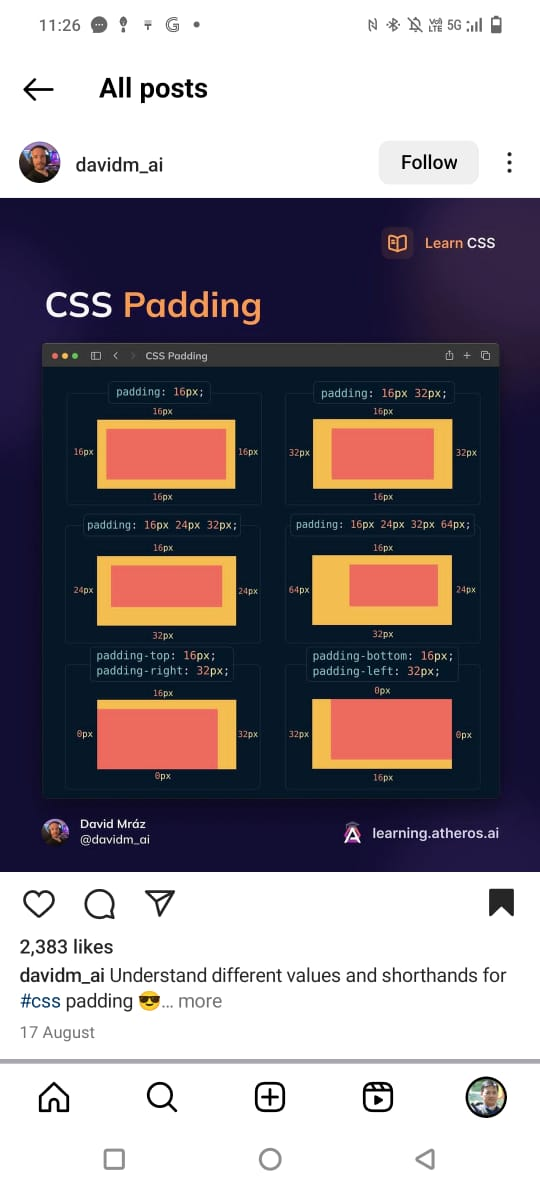 11:26
Vo)
LTE 5G
All posts
davidm_ai
Follow
Learn CSS
CSS Padding
CSS Padding
padding: 16px;
16px
16px
16px
16px
padding: 16px 32px;
16px
32px
32px
16px
padding: 16px 24px 32px;
16px
24px
24px
32px
padding: 16px 24px 32px 64px;
16px
64px
24px
32px
padding-top: 16px;
padding-right: 32px;
16px
0px
32px
0px
padding-bottom: 16px;
padding-left: 32px;
0px
32px
0px
16px
David Mráz
@davidm_ai
learning.atheros.ai
2,383 likes
davidm_ai Understand different values and shorthands for
#css padding 😎... more
17 August